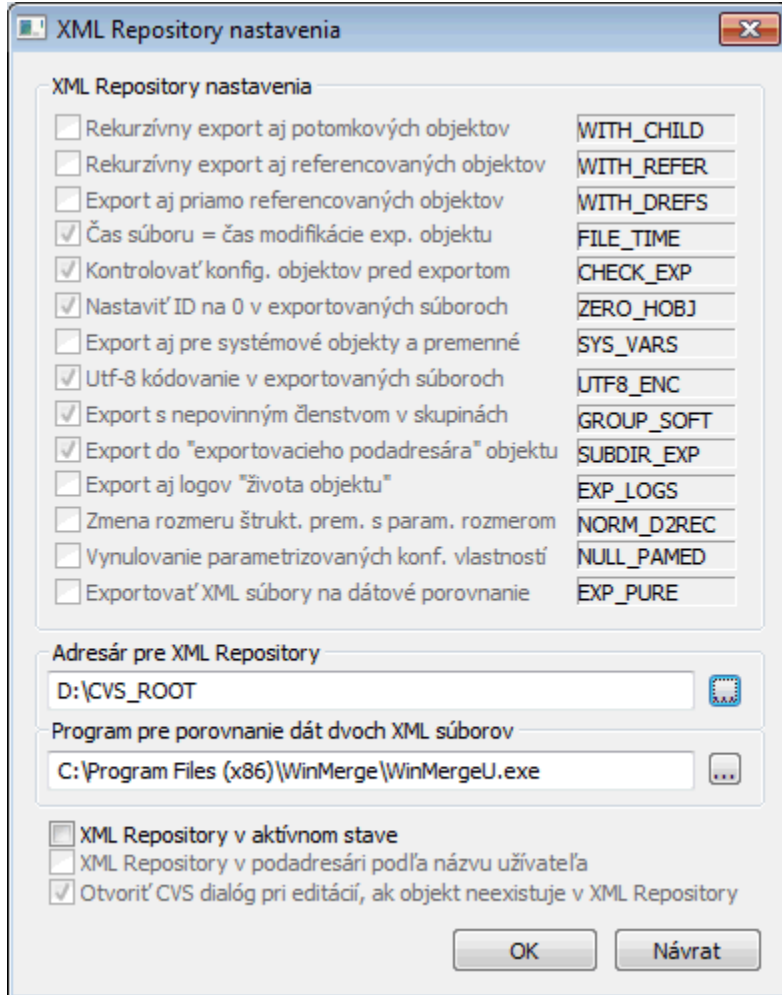 XML Repository nastavenia
XML Repository nastavenia
Rekurzívny export aj potomkových objektov WITH_CHILD
Rekurzívny export aj referencovaných objektov WITH_REFER
Export aj priamo referencovaných objektov WITH_DREFS
Čas súboru = čas modifikácie exp. objektu FILE_TIME
Kontrolovať konfig. objektov pred exportom CHECK_EXP
Nastaviť ID na 0 v exportovaných súboroch ZERO_HOBJ
Export aj pre systémové objekty a premenné SYS_VARS
Utf-8 kódovanie v exportovaných súboroch UTF8_ENC
Export s nepovinným členstvom v skupinách GROUP_SOFT
Export do "exportovacieho podadresára" objektu SUBDIR_EXP
Export aj logov "života objektu" EXP_LOGS
Zmena rozmeru štrukt. prem. s param. rozmerom NORM_D2REC
Vynulovanie parametrizovaných konf. vlastností NULL_PAMED
Exportovať XML súbory na dátové porovnanie EXP_PURE
Adresár pre XML Repository
D:\CVS_ROOT ...
Program pre porovnanie dát dvoch XML súborov
C:\Program Files (x86)\WinMerge\WinMergeU.exe ...
XML Repository v aktívnom stave
XML Repository v podadresári podľa názvu užívateľa
Otvoriť CVS dialóg pri editácií, ak objekt neexistuje v XML Repository
OK Návrat